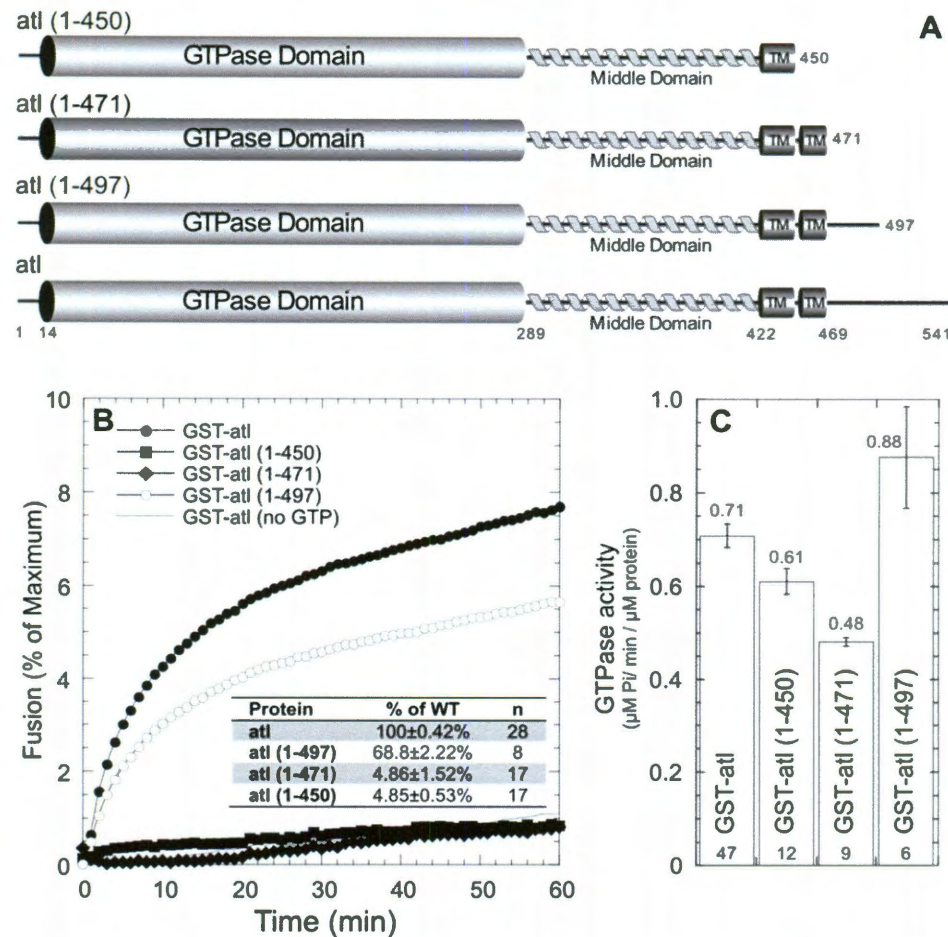 atl (1-450)
A
GTPase Domain
TM
450
Middle Domain
atl (1-471)
GTPase Domain
TM
TM
471
Middle Domain
atl (1-497)
GTPase Domain
TM
TM
497
Middle Domain
atl
GTPase Domain
TM
TM
Middle Domain
1
14
289
422
469
541
B
GST-atl
GST-atl (1-450)
GST-atl (1-471)
GST-atl (1-497)
GST-atl (no GTP)
Fusion (% of Maximum)
10
8
6
4
2
0
Protein % of WT n
atl 100±0.42% 28
atl (1-497) 68.8±2.22% 8
atl (1-471) 4.86±1.52% 17
atl (1-450) 4.85±0.53% 17
0 10 20 30 40 50 60
Time (min)
C
GTPase activity
(µM Pi/ min / µM protein)
1.0
0.8
0.6
0.4
0.2
0
0.71
0.61
0.48
0.88
GST-atl
GST-atl (1-450)
GST-atl (1-471)
GST-atl (1-497)
47
12
9
6